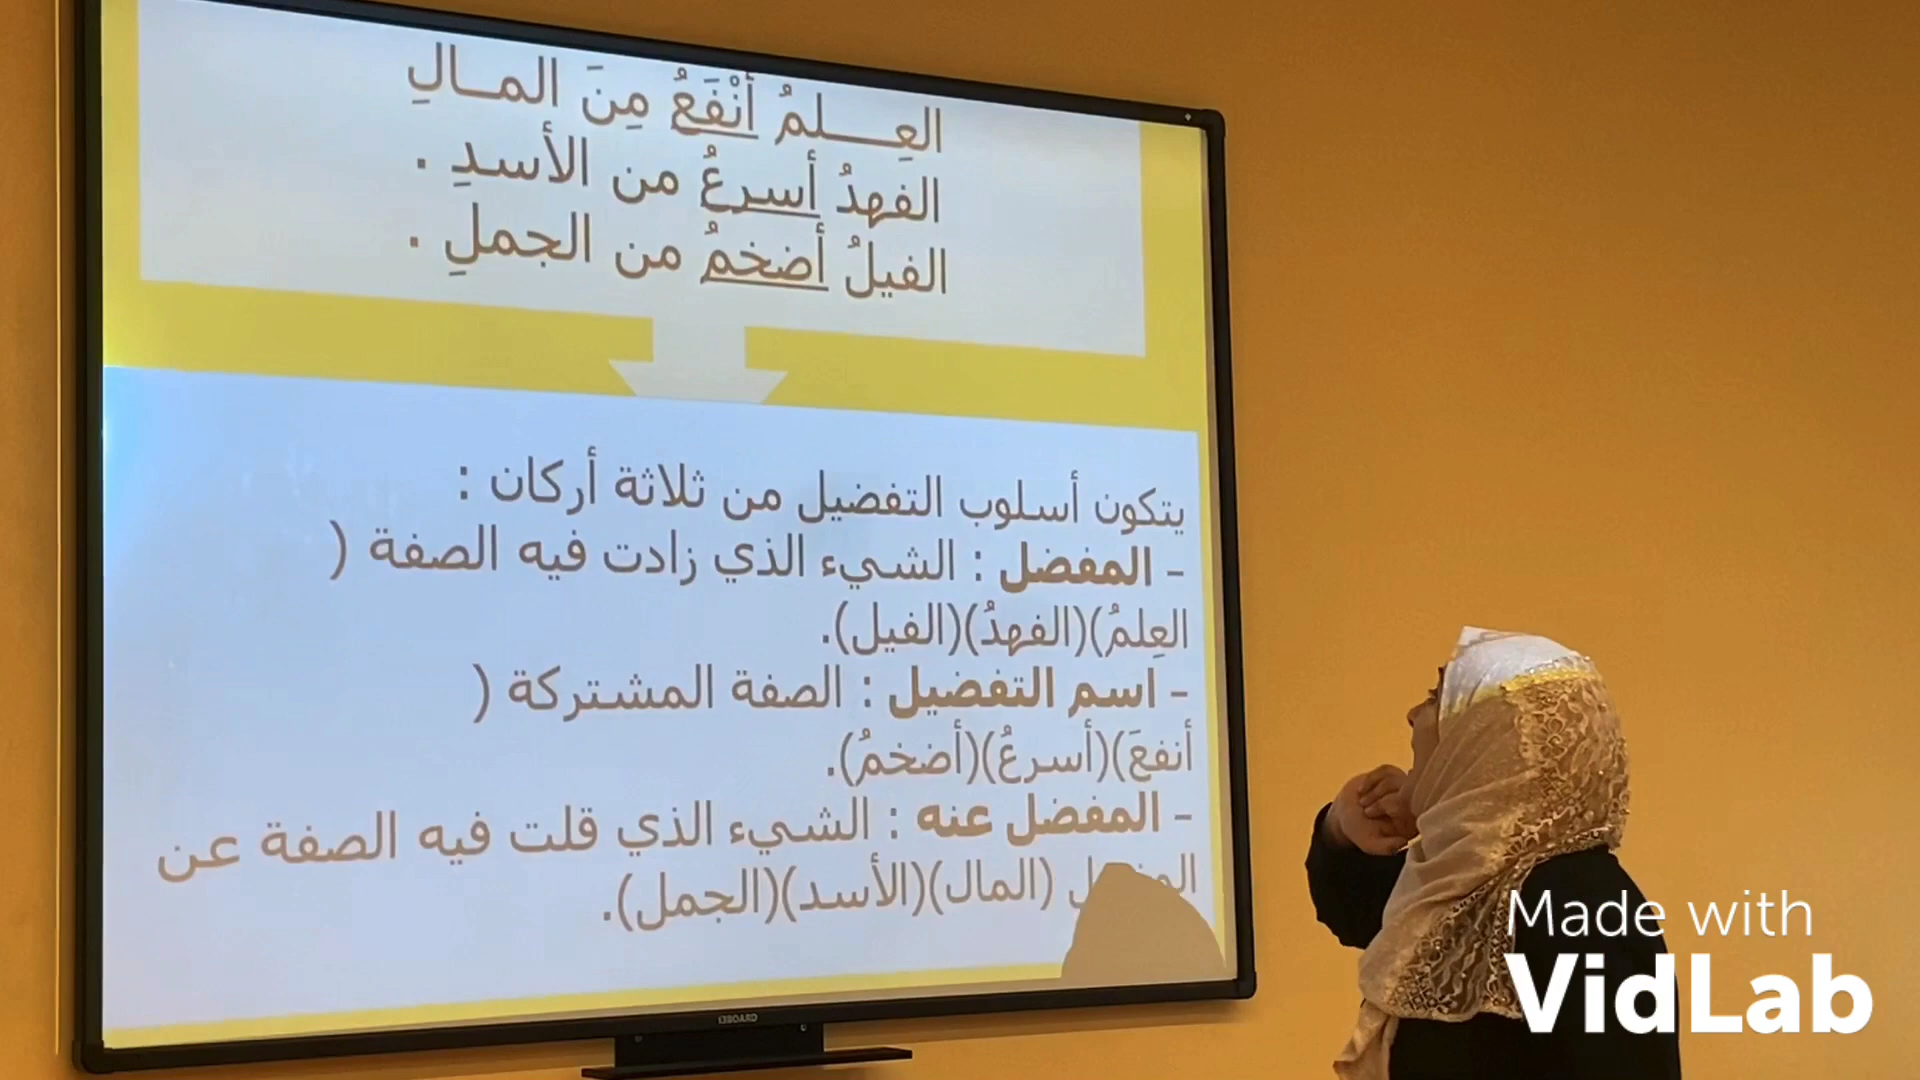 العِــــلمُ أنْفَعُ مِنَ المــالِ
الفهدُ أسرعُ من الأسدِ .
الفيلُ أضخمُ من الجملِ .
يتكون أسلوب التفضيل من ثلاثة أركان :
- المفضل : الشيء الذي زادت فيه الصفة (
العِلمُ)(الفهدُ)(الفيل).
- اسم التفضيل : الصفة المشتركة (
أنفعَ)(أسرعُ)(أضخمُ).
- المفضل عنه : الشيء الذي قلت فيه الصفة عن
(المال)(الأسد)(الجمل).
Made with
VidLab